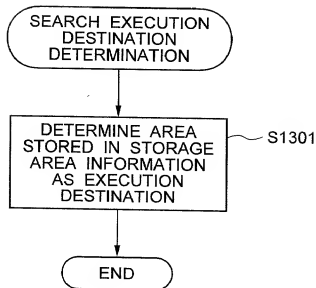 SEARCH EXECUTION
DESTINATION
DETERMINATION
DETERMINE AREA
STORED IN STORAGE
AREA INFORMATION
AS EXECUTION
DESTINATION
S1301
END